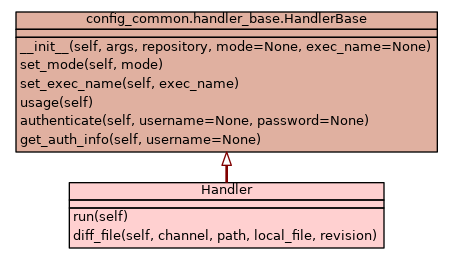 config_common.handler_base.HandlerBase
__init__(self, args, repository, mode=None, exec_name=None)
set_mode(self, mode)
set_exec_name(self, exec_name)
usage(self)
authenticate(self, username=None, password=None)
get_auth_info(self, username=None)
Handler
run(self)
diff_file(self, channel, path, local_file, revision)